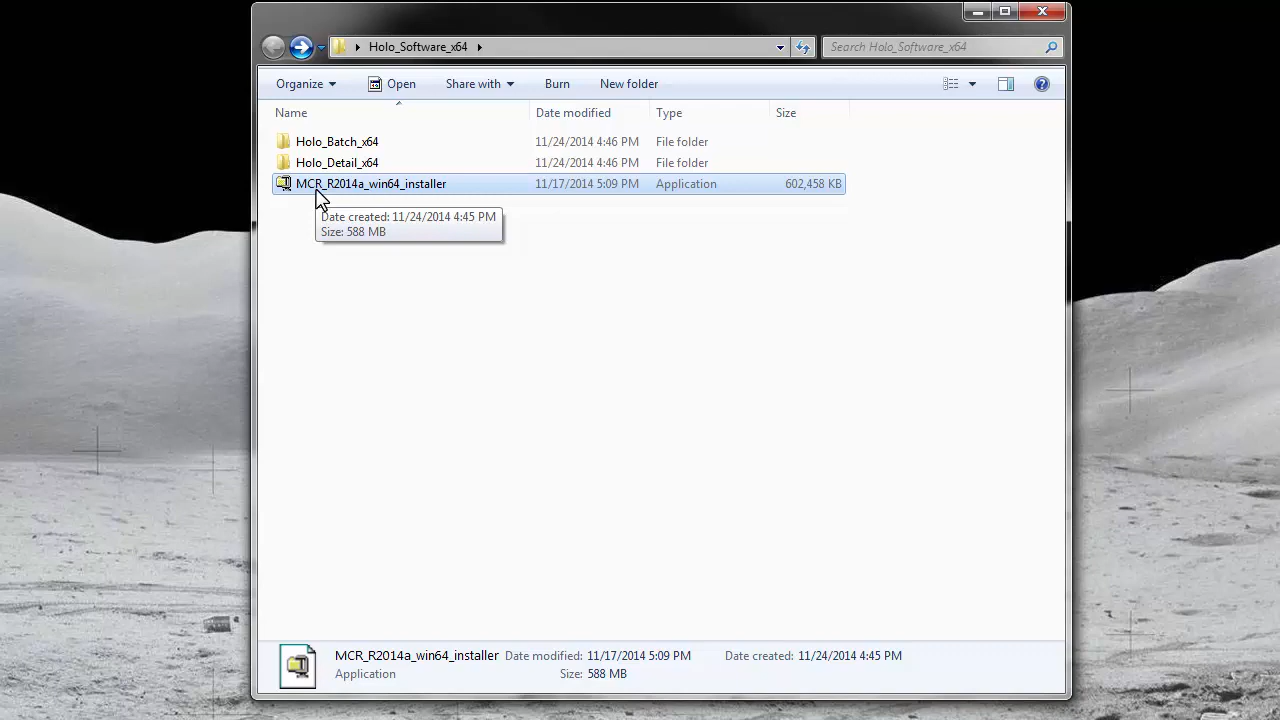 Holo_Software_x64
Search Holo_Software_x64
Organize Open Share with Burn New folder
Name Date modified Type Size
Holo_Batch_x64 11/24/2014 4:46 PM File folder
Holo_Detail_x64 11/24/2014 4:46 PM File folder
MCR_R2014a_win64_installer 11/17/2014 5:09 PM Application 602,458 KB
Date created: 11/24/2014 4:45 PM
Size: 588 MB
MCR_R2014a_win64_installer Date modified: 11/17/2014 5:09 PM Date created: 11/24/2014 4:45 PM
Application Size: 588 MB